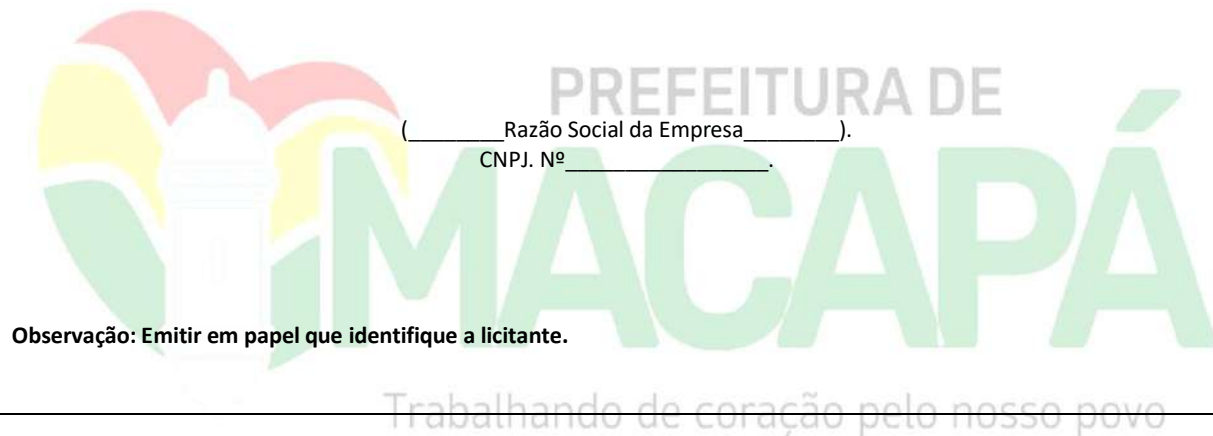 PREFEITURA DE
(________Razão Social da Empresa________).
CNPJ. Nº_________________.
MACAPÁ
Observação: Emitir em papel que identifique a licitante.
Trabalhando de coração pelo nosso povo